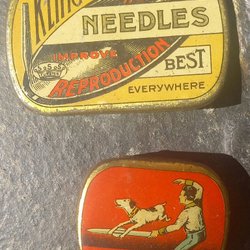 NEEDLES
IMPROVE
REPRODUCTION
BEST
EVERYWHERE